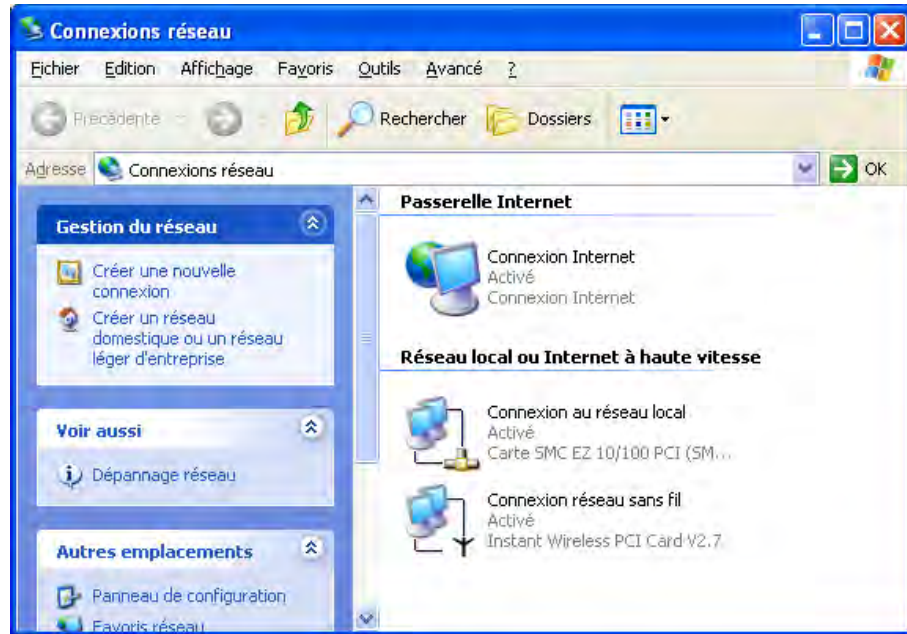 Connexions réseau
Fichier Edition Affichage Favoris Outils Avancé ?
Précédente Rechercher Dossiers
Adresse Connexions réseau OK
Gestion du réseau
Créer une nouvelle
connexion
Créer un réseau
domestique ou un réseau
léger d'entreprise
Voir aussi
Dépannage réseau
Autres emplacements
Panneau de configuration
Favoris réseau
Passerelle Internet
Connexion Internet
Activé
Connexion Internet
Réseau local ou Internet à haute vitesse
Connexion au réseau local
Activé
Carte SMC EZ 10/100 PCI (SM...
Connexion réseau sans fil
Activé
Instant Wireless PCI Card V2.7